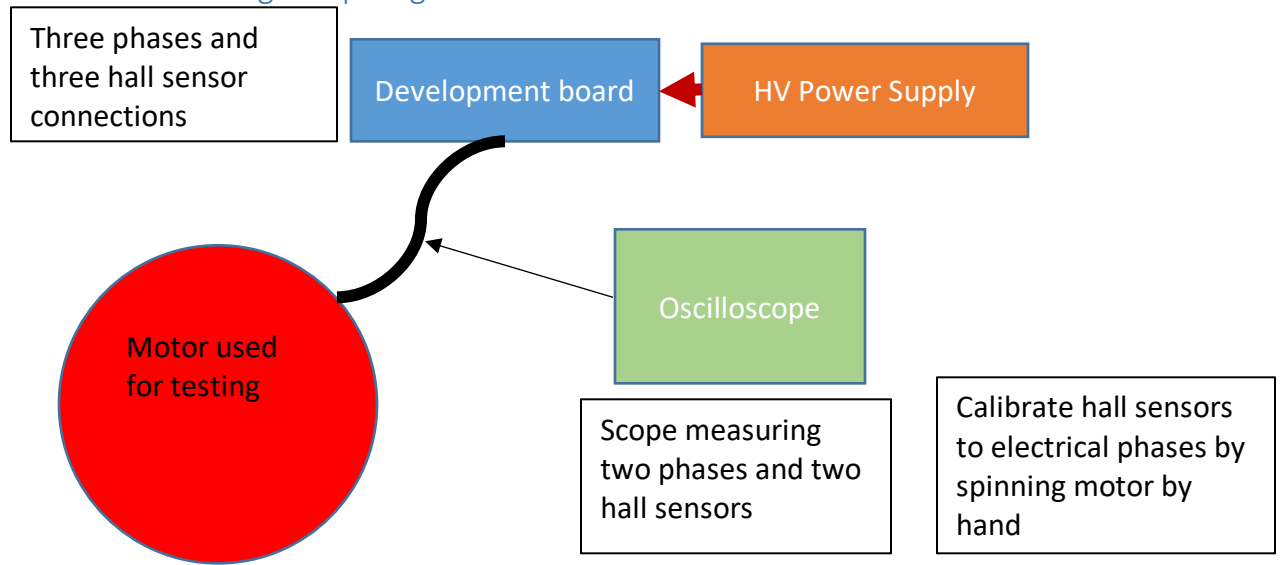 Three phases and
three hall sensor
connections
Development board
HV Power Supply
Motor used
for testing
Oscilloscope
Scope measuring
two phases and two
hall sensors
Calibrate hall sensors
to electrical phases by
spinning motor by
hand